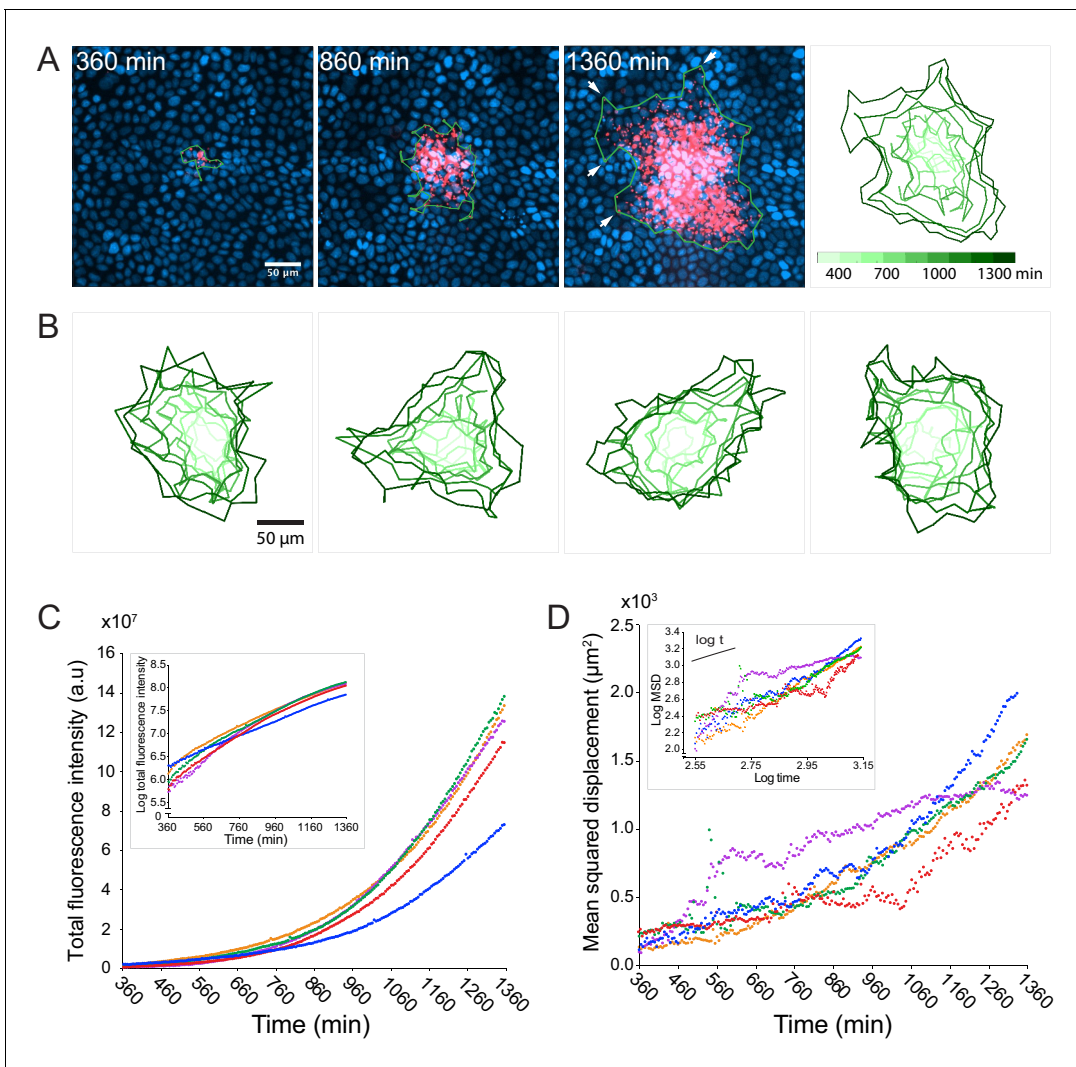 A
360 min
860 min
1360 min
50 µm
400 700 1000 1300 min
B
50 µm
C
x10⁷
Total fluorescence intensity (a.u)
16
14
12
10
8
6
4
2
0
360 460 560 660 760 860 960 1060 1160 1260 1360
Time (min)
Log total fluorescence intensity
8.5
8.0
7.5
7.0
6.5
6.0
5.5
0
360 560 760 960 1160 1360
Time (min)
D
x10³
Mean squared displacement (µm²)
2.5
2.0
1.5
1.0
0.5
0.0
360 460 560 660 760 860 960 1060 1160 1260 1360
Time (min)
log t
Log MSD
3.4
3.2
3.0
2.8
2.6
2.4
2.2
2.0
2.55 2.75 2.95 3.15
Log time